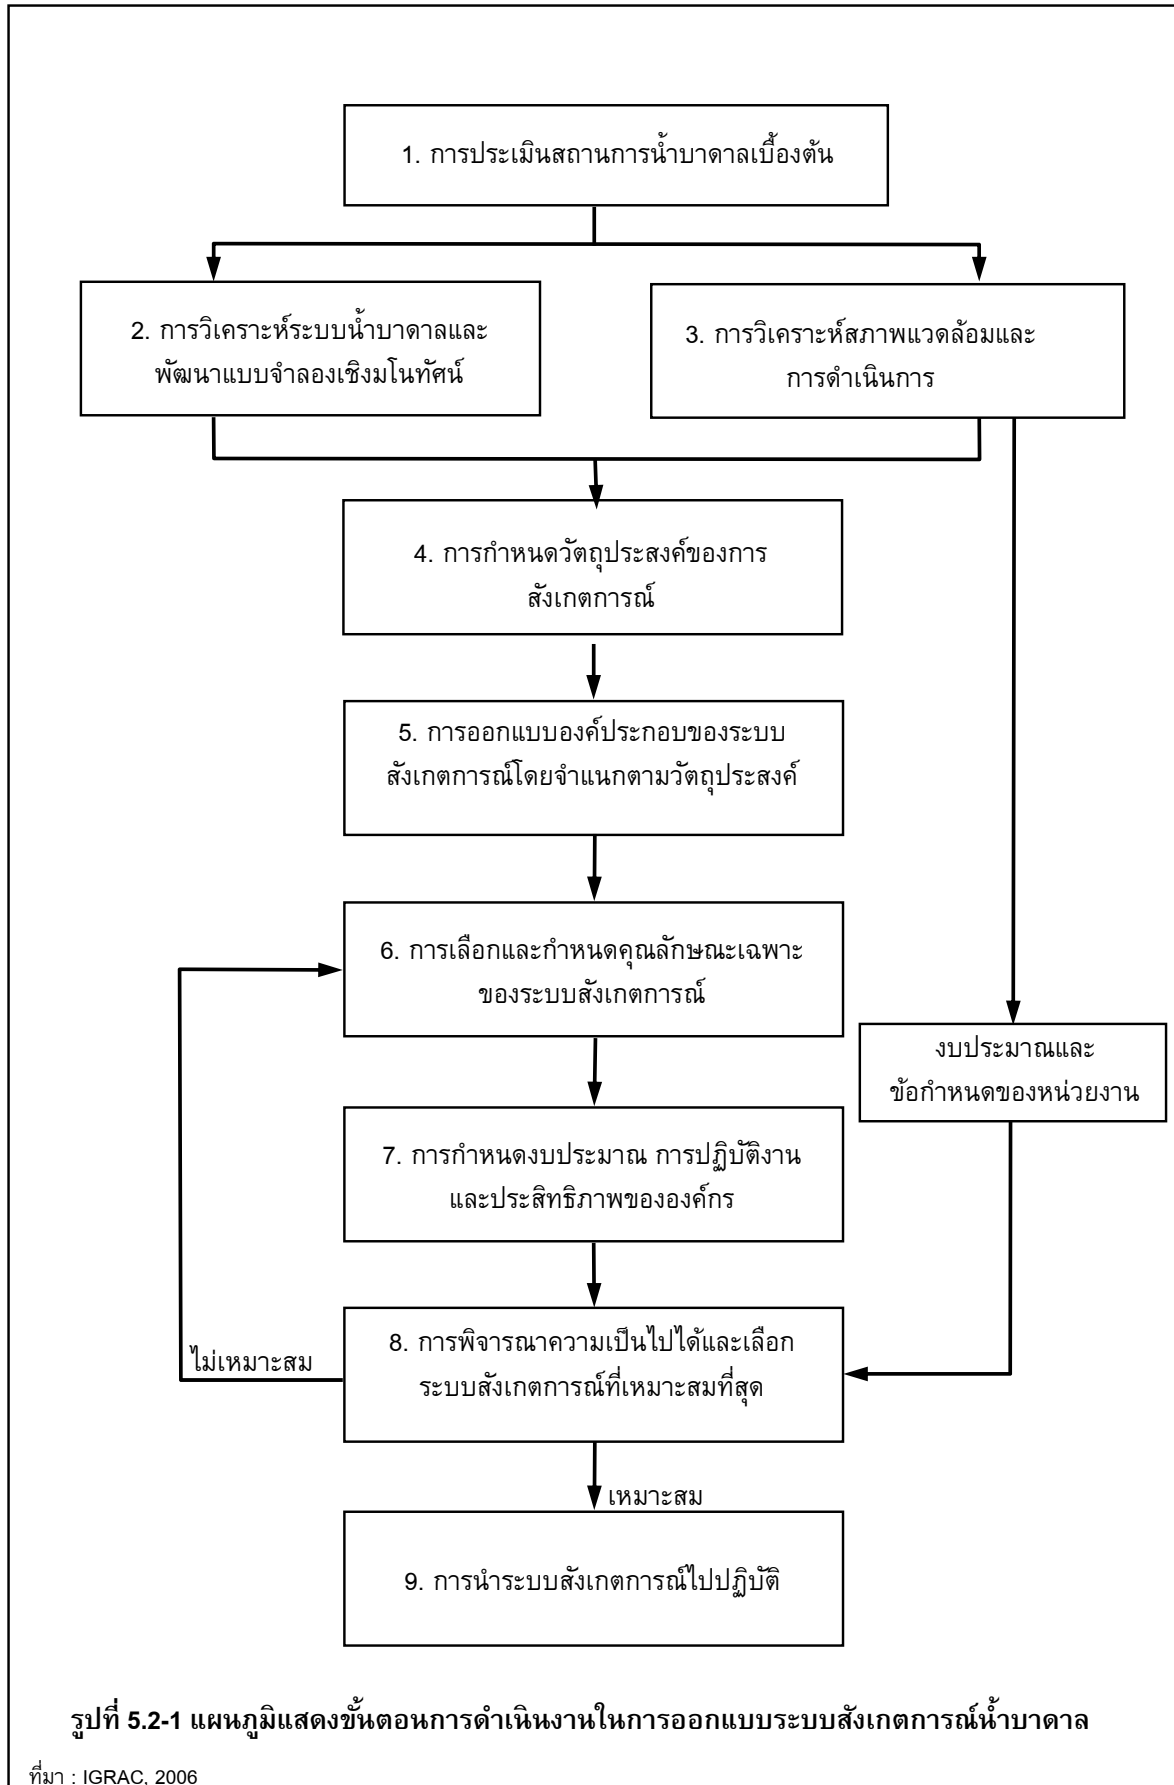 1. การประเมินสถานการน้ำบาดาลเบื้องต้น
2. การวิเคราะห์ระบบน้ำบาดาลและ
พัฒนาแบบจำลองเชิงมโนทัศน์
3. การวิเคราะห์สภาพแวดล้อมและ
การดำเนินการ
4. การกำหนดวัตถุประสงค์ของการ
สังเกตการณ์
5. การออกแบบองค์ประกอบของระบบ
สังเกตการณ์โดยจำแนกตามวัตถุประสงค์
6. การเลือกและกำหนดคุณลักษณะเฉพาะ
ของระบบสังเกตการณ์
งบประมาณและ
ข้อกำหนดของหน่วยงาน
7. การกำหนดงบประมาณ การปฏิบัติงาน
และประสิทธิภาพขององค์กร
8. การพิจารณาความเป็นไปได้และเลือก
ระบบสังเกตการณ์ที่เหมาะสมที่สุด
ไม่เหมาะสม
เหมาะสม
9. การนำระบบสังเกตการณ์ไปปฏิบัติ
รูปที่ 5.2-1 แผนภูมิแสดงขั้นตอนการดำเนินงานในการออกแบบระบบสังเกตการณ์น้ำบาดาล
ที่มา : IGRAC, 2006